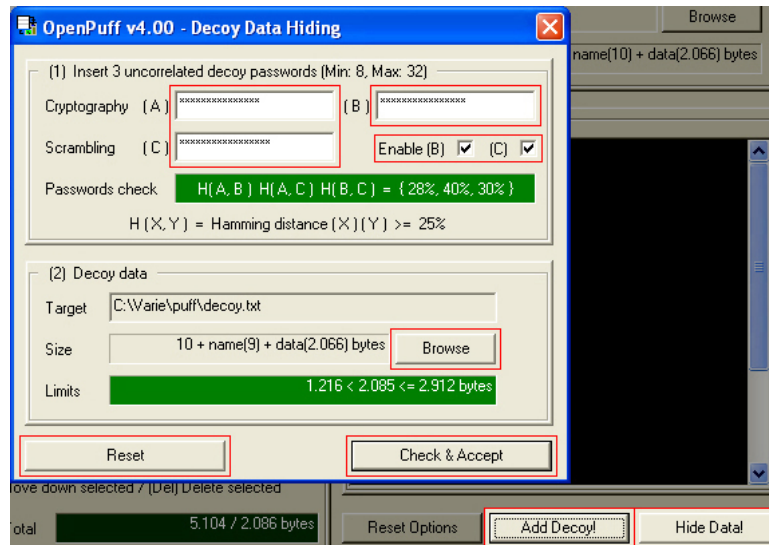 OpenPuff v4.00 - Decoy Data Hiding
Browse
name(10) + data(2.066) bytes
(1) Insert 3 uncorrelated decoy passwords (Min: 8, Max: 32)
Cryptography (A) *************** (B) ****************
Scrambling (C) ***************** Enable (B) (C)
Passwords check H(A, B) H(A, C) H(B, C) = { 28%, 40%, 30% }
H (X, Y) = Hamming distance (X)(Y) >= 25%
(2) Decoy data
Target C:\Varie\puff\decoy.txt
Size 10 + name(9) + data(2.066) bytes Browse
Limits 1.216 < 2.085 <= 2.912 bytes
Reset Check & Accept
ove down selected / (Del) Delete selected
otal 5.104 / 2.086 bytes Reset Options Add Decoy! Hide Data!